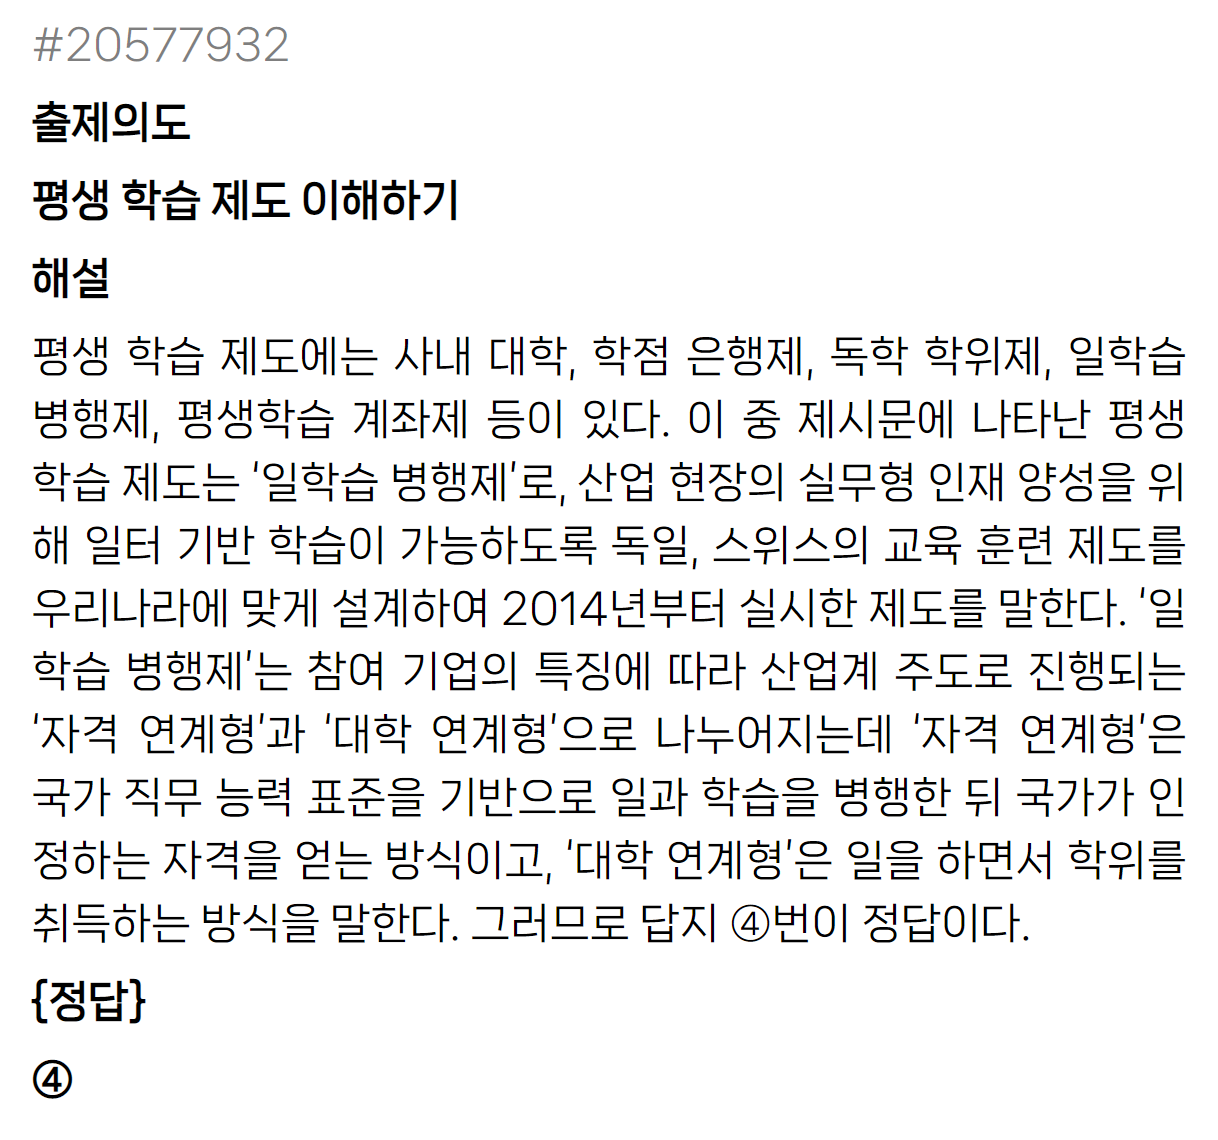 #20577932
출제의도
평생 학습 제도 이해하기
해설
평생 학습 제도에는 사내 대학, 학점 은행제, 독학 학위제, 일학습
병행제, 평생학습 계좌제 등이 있다. 이 중 제시문에 나타난 평생
학습 제도는 '일학습 병행제'로, 산업 현장의 실무형 인재 양성을 위
해 일터 기반 학습이 가능하도록 독일, 스위스의 교육 훈련 제도를
우리나라에 맞게 설계하여 2014년부터 실시한 제도를 말한다. '일
학습 병행제'는 참여 기업의 특징에 따라 산업계 주도로 진행되는
'자격 연계형'과 '대학 연계형'으로 나누어지는데 '자격 연계형'은
국가 직무 능력 표준을 기반으로 일과 학습을 병행한 뒤 국가가 인
정하는 자격을 얻는 방식이고, '대학 연계형'은 일을 하면서 학위를
취득하는 방식을 말한다. 그러므로 답지 ④번이 정답이다.
{정답}
④